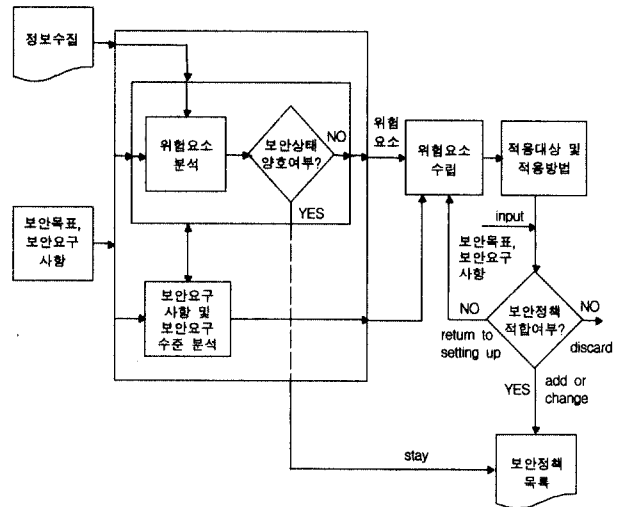 정보수집
위험요소
분석
보안상태
양호여부?
NO
YES
위험
요소
위험요소
수립
적용대상 및
적용방법
보안목표,
보안요구
사항
input
보안목표,
보안요구
사항
보안요구
사항 및
보안요구
수준 분석
보안정책
적합여부?
NO
return to
setting up
NO
discard
YES
add or
change
stay
보안정책
목록